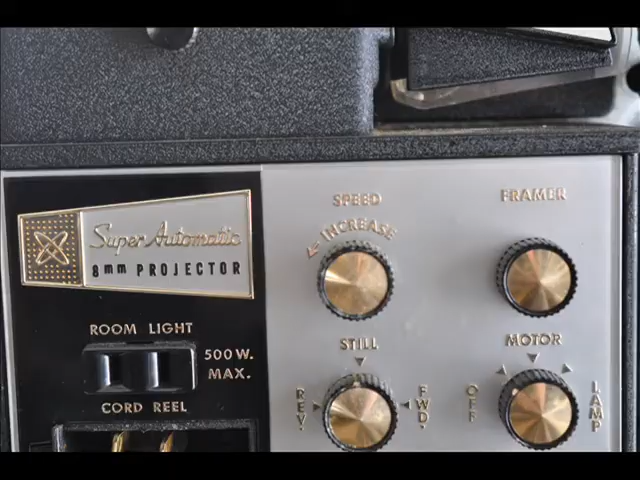 Super Automatic
8mm PROJECTOR
ROOM LIGHT
500 W.
MAX.
CORD REEL
SPEED
INCREASE
FRAMER
STILL
REV.
FWD.
MOTOR
OFF
LAMP